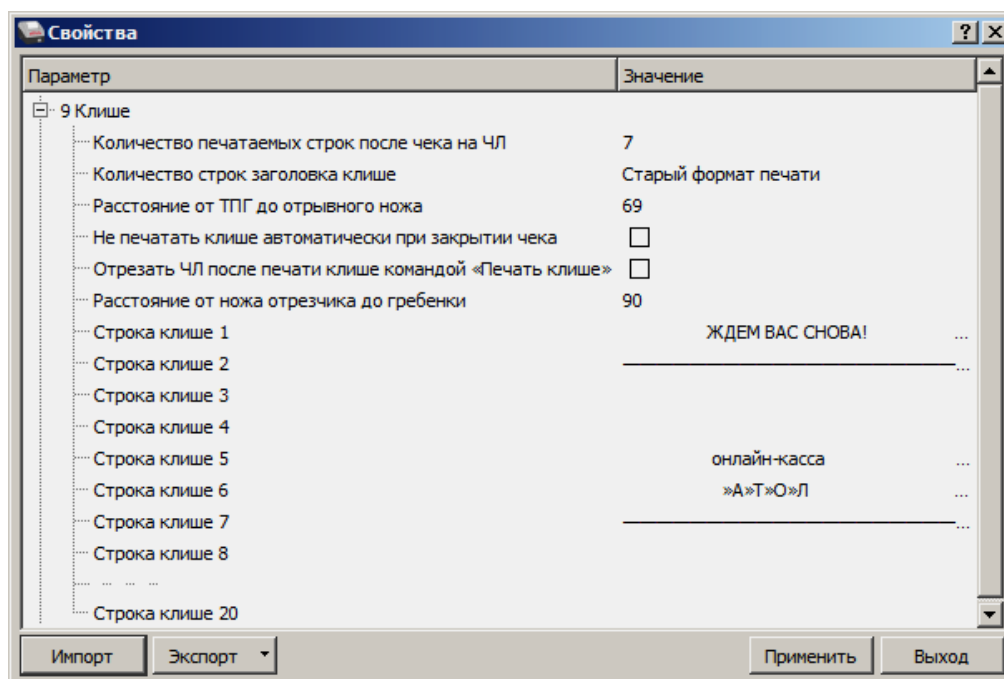 Свойства
Параметр Значение
9 Клише
Количество печатаемых строк после чека на ЧЛ 7
Количество строк заголовка клише Старый формат печати
Расстояние от ТПГ до отрывного ножа 69
Не печатать клише автоматически при закрытии чека
Отрезать ЧЛ после печати клише командой «Печать клише»
Расстояние от ножа отрезчика до гребенки 90
Строка клише 1 ЖДЕМ ВАС СНОВА! ...
Строка клише 2 ...
Строка клише 3
Строка клише 4
Строка клише 5 онлайн-касса ...
Строка клише 6 »А»Т»О»Л ...
Строка клише 7 ...
Строка клише 8
Строка клише 20
Импорт Экспорт Применить Выход